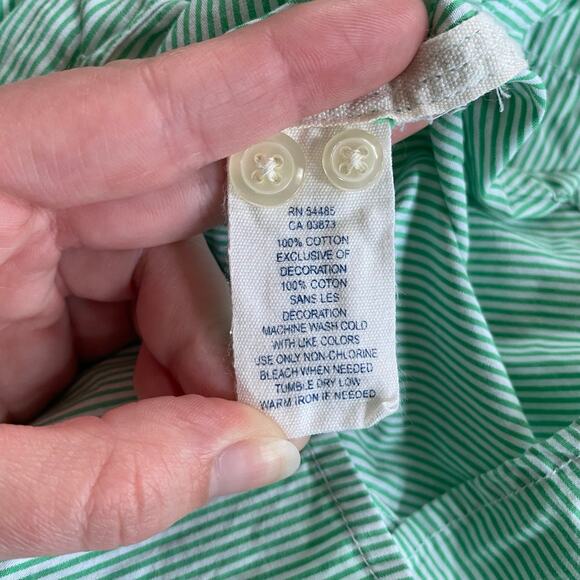 RN 54485
CA 03873
100% COTTON
EXCLUSIVE OF
DECORATION
100% COTON
SANS LES
DECORATION
MACHINE WASH COLD
WITH LIKE COLORS
USE ONLY NON-CHLORINE
BLEACH WHEN NEEDED
TUMBLE DRY LOW
WARM IRON IF NEEDED